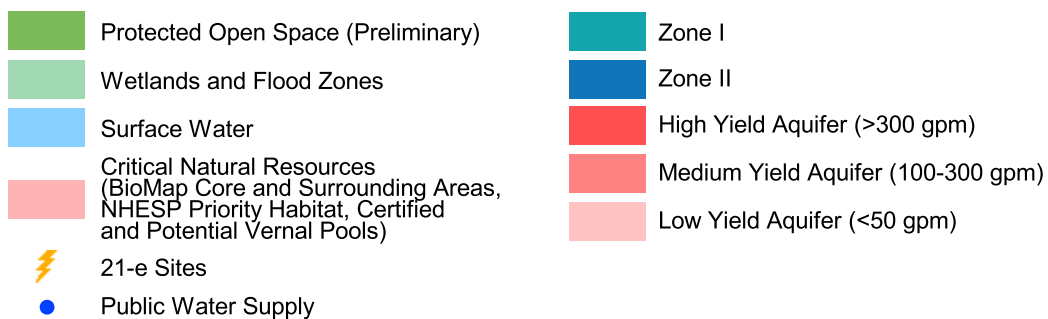 Protected Open Space (Preliminary)
Wetlands and Flood Zones
Surface Water
Critical Natural Resources
(BioMap Core and Surrounding Areas,
NHESP Priority Habitat, Certified
and Potential Vernal Pools)
21-e Sites
Public Water Supply
Zone I
Zone II
High Yield Aquifer (>300 gpm)
Medium Yield Aquifer (100-300 gpm)
Low Yield Aquifer (<50 gpm)